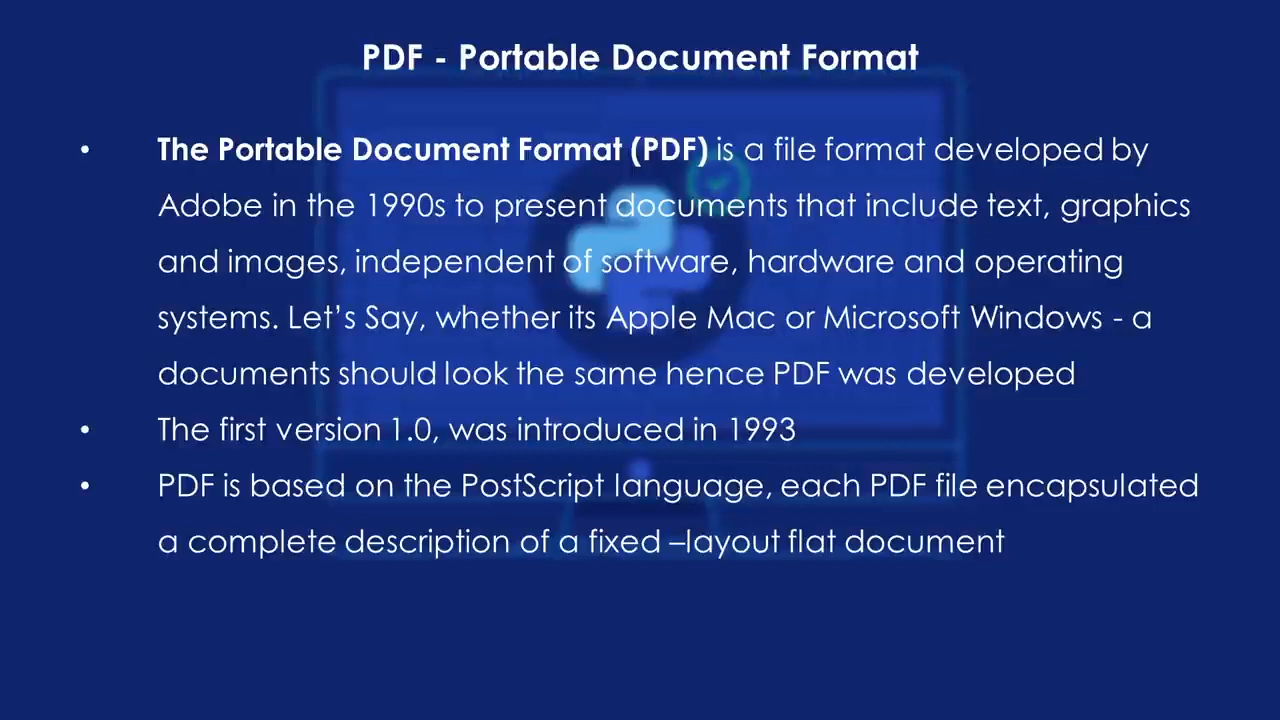 PDF - Portable Document Format
• The Portable Document Format (PDF) is a file format developed by
Adobe in the 1990s to present documents that include text, graphics
and images, independent of software, hardware and operating
systems. Let’s Say, whether its Apple Mac or Microsoft Windows - a
documents should look the same hence PDF was developed
• The first version 1.0, was introduced in 1993
• PDF is based on the PostScript language, each PDF file encapsulated
a complete description of a fixed –layout flat document